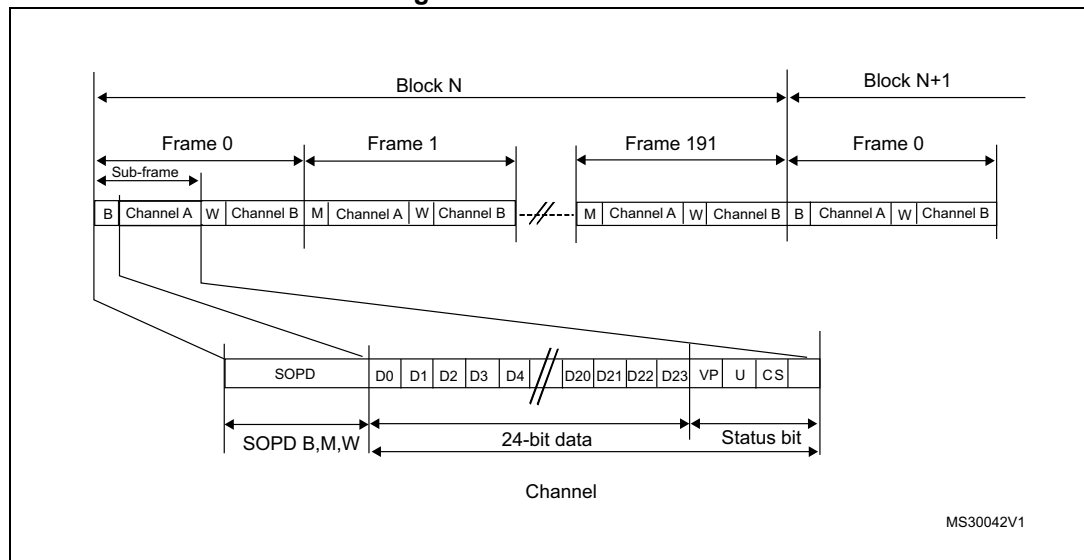 Block N Block N+1
Frame 0 Frame 1 Frame 191 Frame 0
Sub-frame
B Channel A W Channel B M Channel A W Channel B M Channel A W Channel B B Channel A W Channel B
SOPD D0 D1 D2 D3 D4 D20 D21 D22 D23 VP U CS
SOPD B,M,W 24-bit data Status bit
Channel
MS30042V1